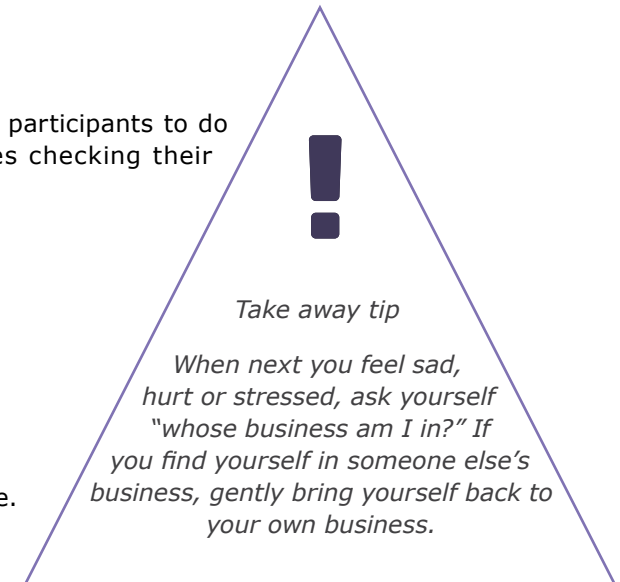 participants to do
es checking their
!
Take away tip
When next you feel sad,
hurt or stressed, ask yourself
“whose business am I in?” If
you find yourself in someone else’s
business, gently bring yourself back to
your own business.
e.